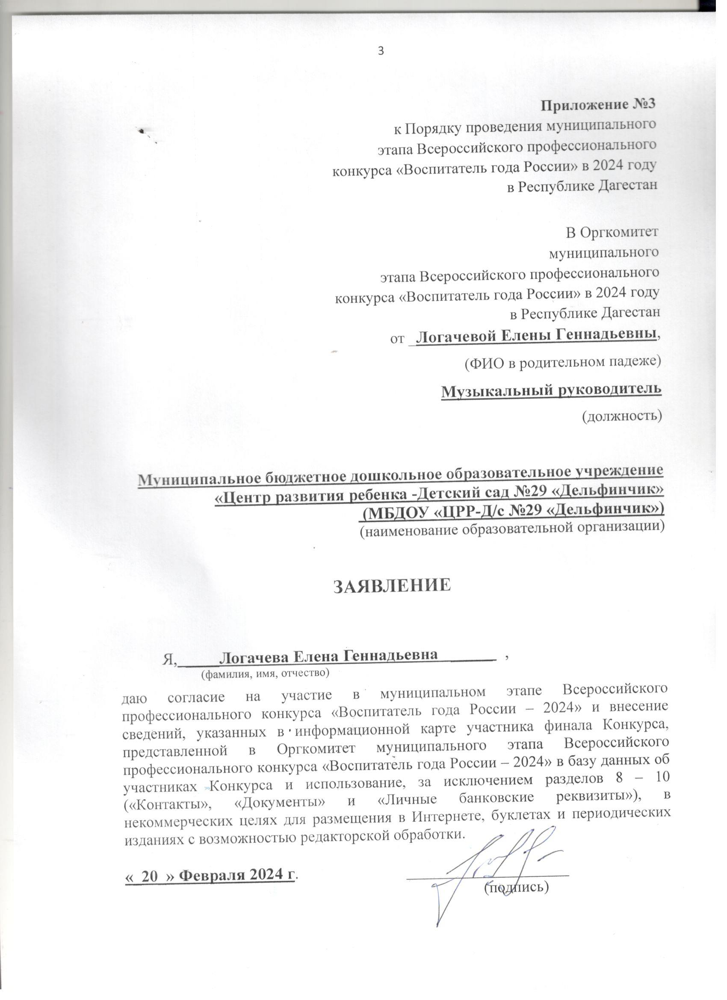 3
Приложение №3
к Порядку проведения муниципального
этапа Всероссийского профессионального
конкурса «Воспитатель года России» в 2024 году
в Республике Дагестан
В Оргкомитет
муниципального
этапа Всероссийского профессионального
конкурса «Воспитатель года России» в 2024 году
в Республике Дагестан
от _Логачевой Елены Геннадьевны,
(ФИО в родительном падеже)
Музыкальный руководитель
(должность)
Муниципальное бюджетное дошкольное образовательное учреждение
«Центр развития ребенка -Детский сад №29 «Дельфинчик»
(МБДОУ «ЦРР-Д/с №29 «Дельфинчик»)
(наименование образовательной организации)
ЗАЯВЛЕНИЕ
Я,_____Логачева Елена Геннадьевна______ ,
(фамилия, имя, отчество)
даю согласие на участие в муниципальном этапе Всероссийского
профессионального конкурса «Воспитатель года России – 2024» и внесение
сведений, указанных в информационной карте участника финала Конкурса,
представленной в Оргкомитет муниципального этапа Всероссийского
профессионального конкурса «Воспитатель года России – 2024» в базу данных об
участниках Конкурса и использование, за исключением разделов 8 – 10
(«Контакты», «Документы» и «Личные банковские реквизиты»), в
некоммерческих целях для размещения в Интернете, буклетах и периодических
изданиях с возможностью редакторской обработки.
« 20 » Февраля 2024 г.
(подпись)